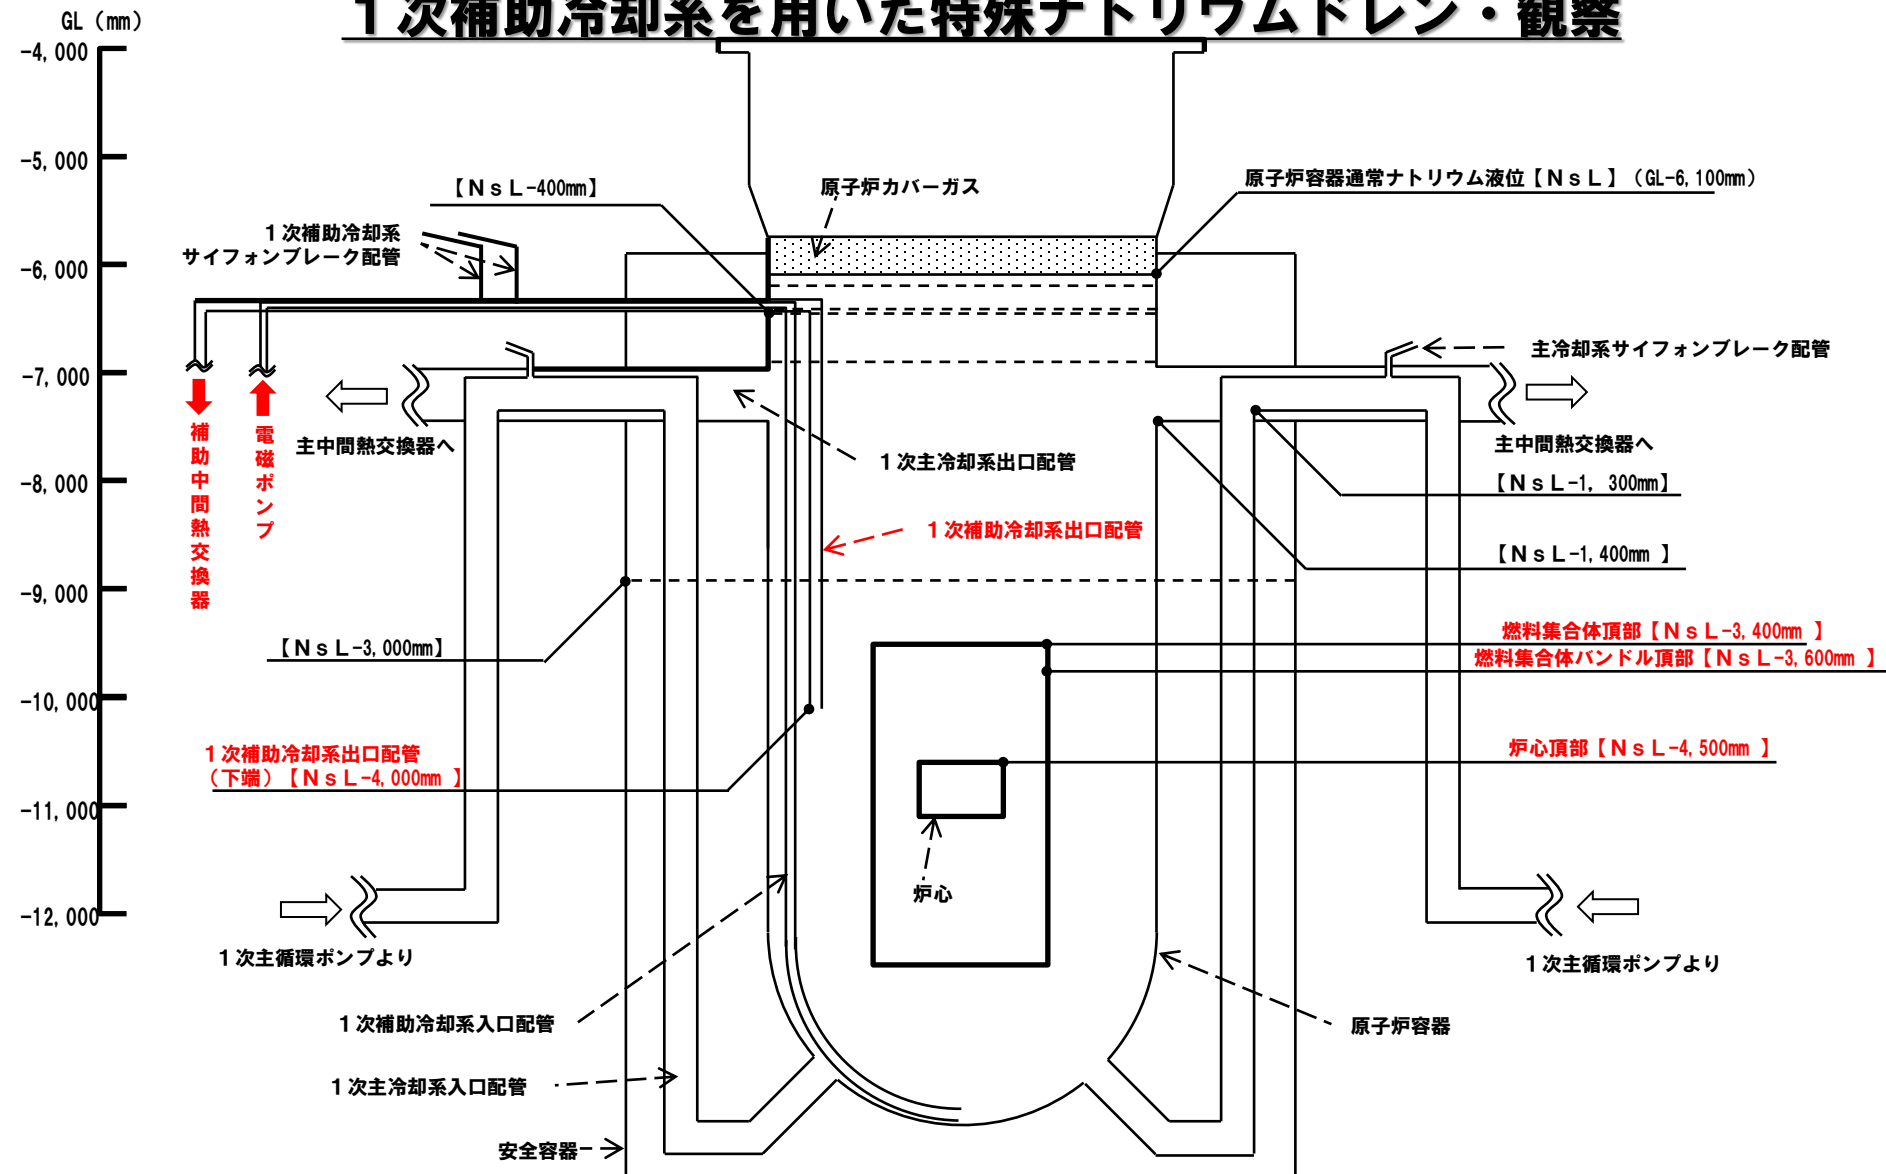 1次補助冷却系を用いた特殊ナトリウムドレン・観察
GL（mm）
-4,000
-5,000
-6,000
-7,000
-8,000
-9,000
-10,000
-11,000
-12,000
【NsL-400mm】
原子炉カバーガス
原子炉容器通常ナトリウム液位【NsL】（GL-6,100mm）
1次補助冷却系
サイフォンブレーク配管
主冷却系サイフォンブレーク配管
補助中間熱交換器
電磁ポンプ
主中間熱交換器へ
主中間熱交換器へ
1次主冷却系出口配管
【NsL-1,300mm】
1次補助冷却系出口配管
【NsL-1,400mm】
【NsL-3,000mm】
燃料集合体頂部【NsL-3,400mm】
燃料集合体バンドル頂部【NsL-3,600mm】
1次補助冷却系出口配管
（下端）【NsL-4,000mm】
炉心頂部【NsL-4,500mm】
炉心
1次主循環ポンプより
1次主循環ポンプより
1次補助冷却系入口配管
原子炉容器
1次主冷却系入口配管
安全容器